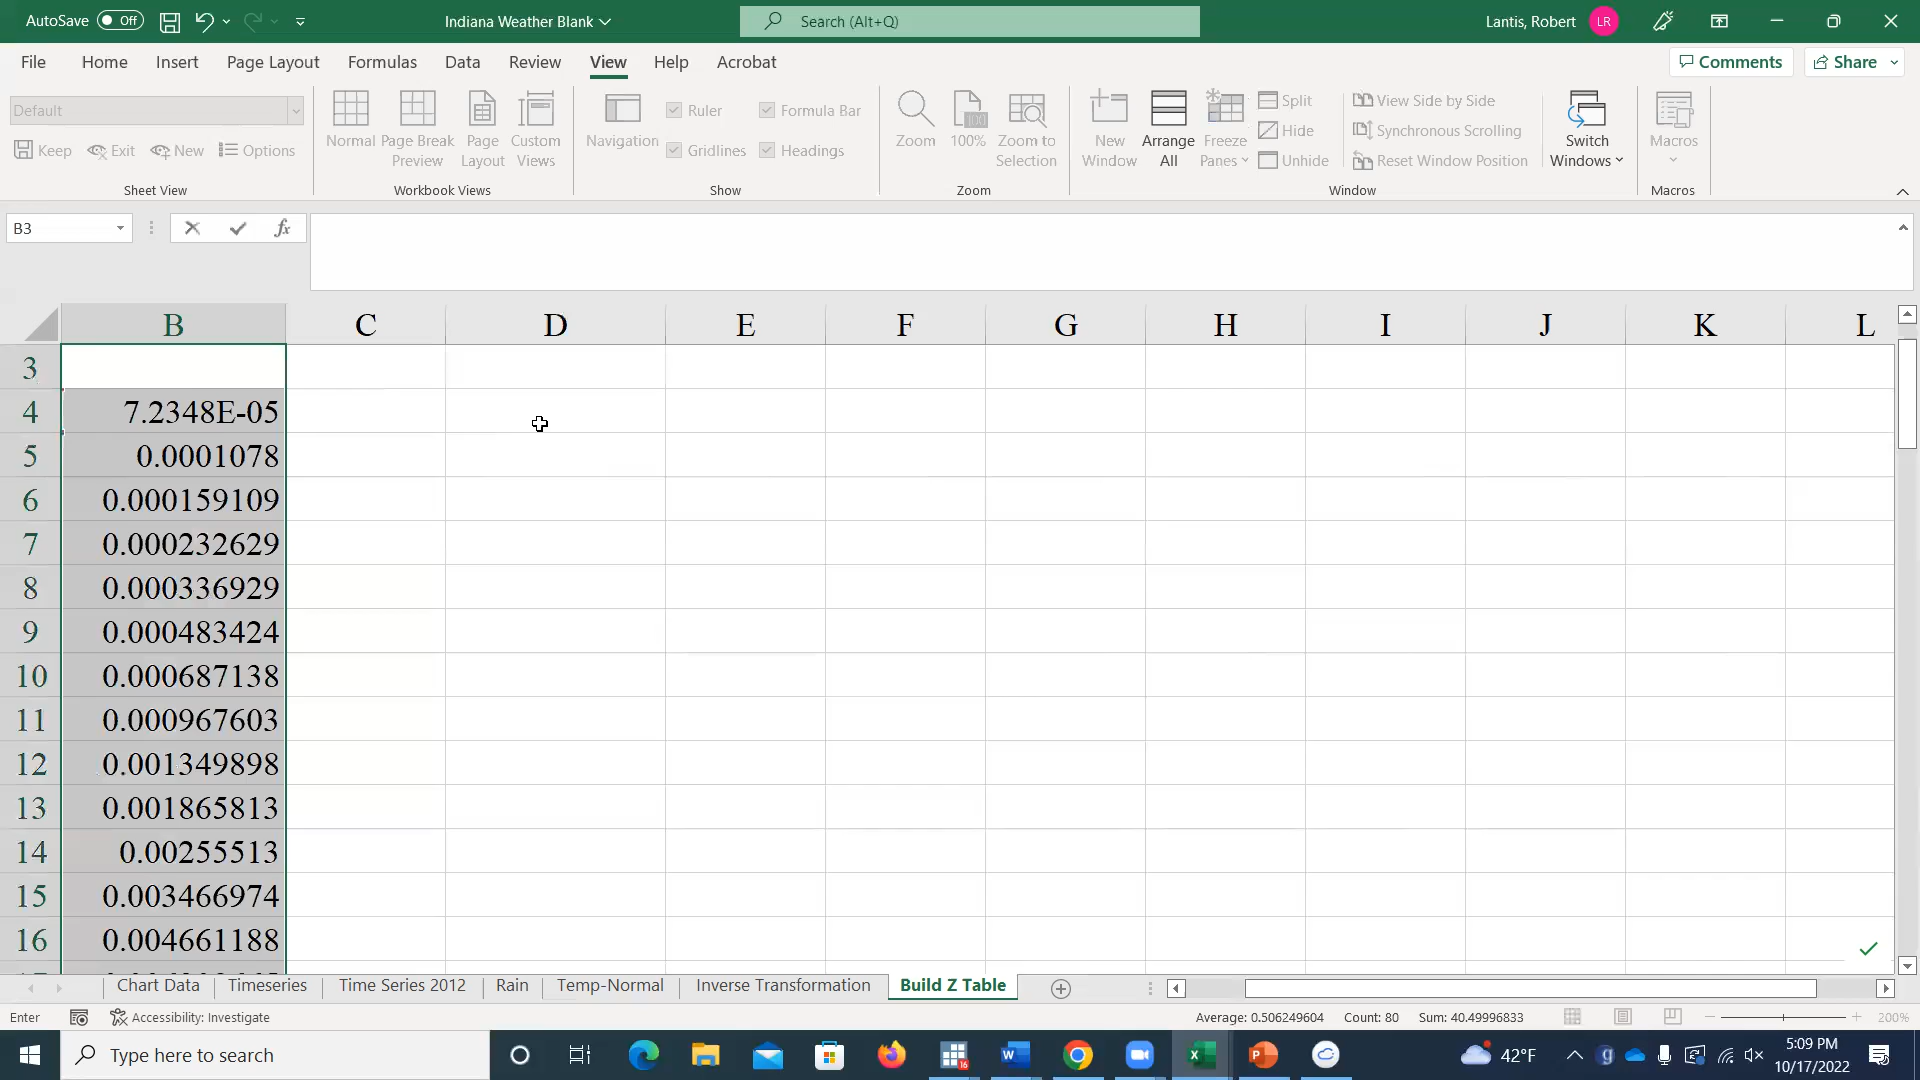 AutoSave Off
Indiana Weather Blank
Search (Alt+Q)
Lantis, Robert LR
File Home Insert Page Layout Formulas Data Review View Help Acrobat
Comments Share
Default
Keep Exit New Options
Sheet View
Normal Page Break Preview Page Layout Custom Views
Workbook Views
Navigation
Ruler Formula Bar
Gridlines Headings
Show
Zoom 100% Zoom to Selection
Zoom
New Window Arrange All Freeze Panes
Split
Hide
Unhide
View Side by Side
Synchronous Scrolling
Reset Window Position
Switch Windows
Window
Macros
Macros
B3 fx
B C D E F G H I J K L
3
4 7.2348E-05
5 0.0001078
6 0.000159109
7 0.000232629
8 0.000336929
9 0.000483424
10 0.000687138
11 0.000967603
12 0.001349898
13 0.001865813
14 0.00255513
15 0.003466974
16 0.004661188
Chart Data Timeseries Time Series 2012 Rain Temp-Normal Inverse Transformation Build Z Table
Enter Accessibility: Investigate Average: 0.506249604 Count: 80 Sum: 40.49996833 200%
Type here to search
42°F
5:09 PM
10/17/2022